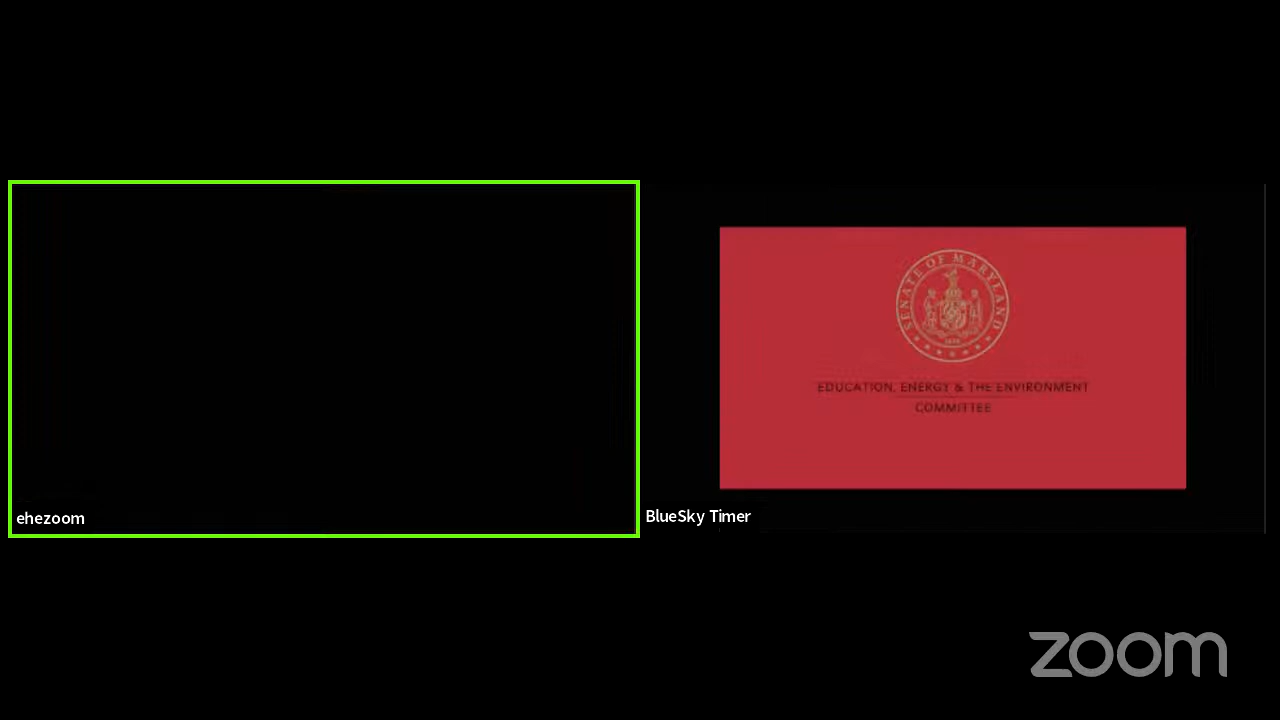 SENATE OF MARYLAND
EDUCATION, ENERGY & THE ENVIRONMENT
COMMITTEE
ehezoom
BlueSky Timer
zoom